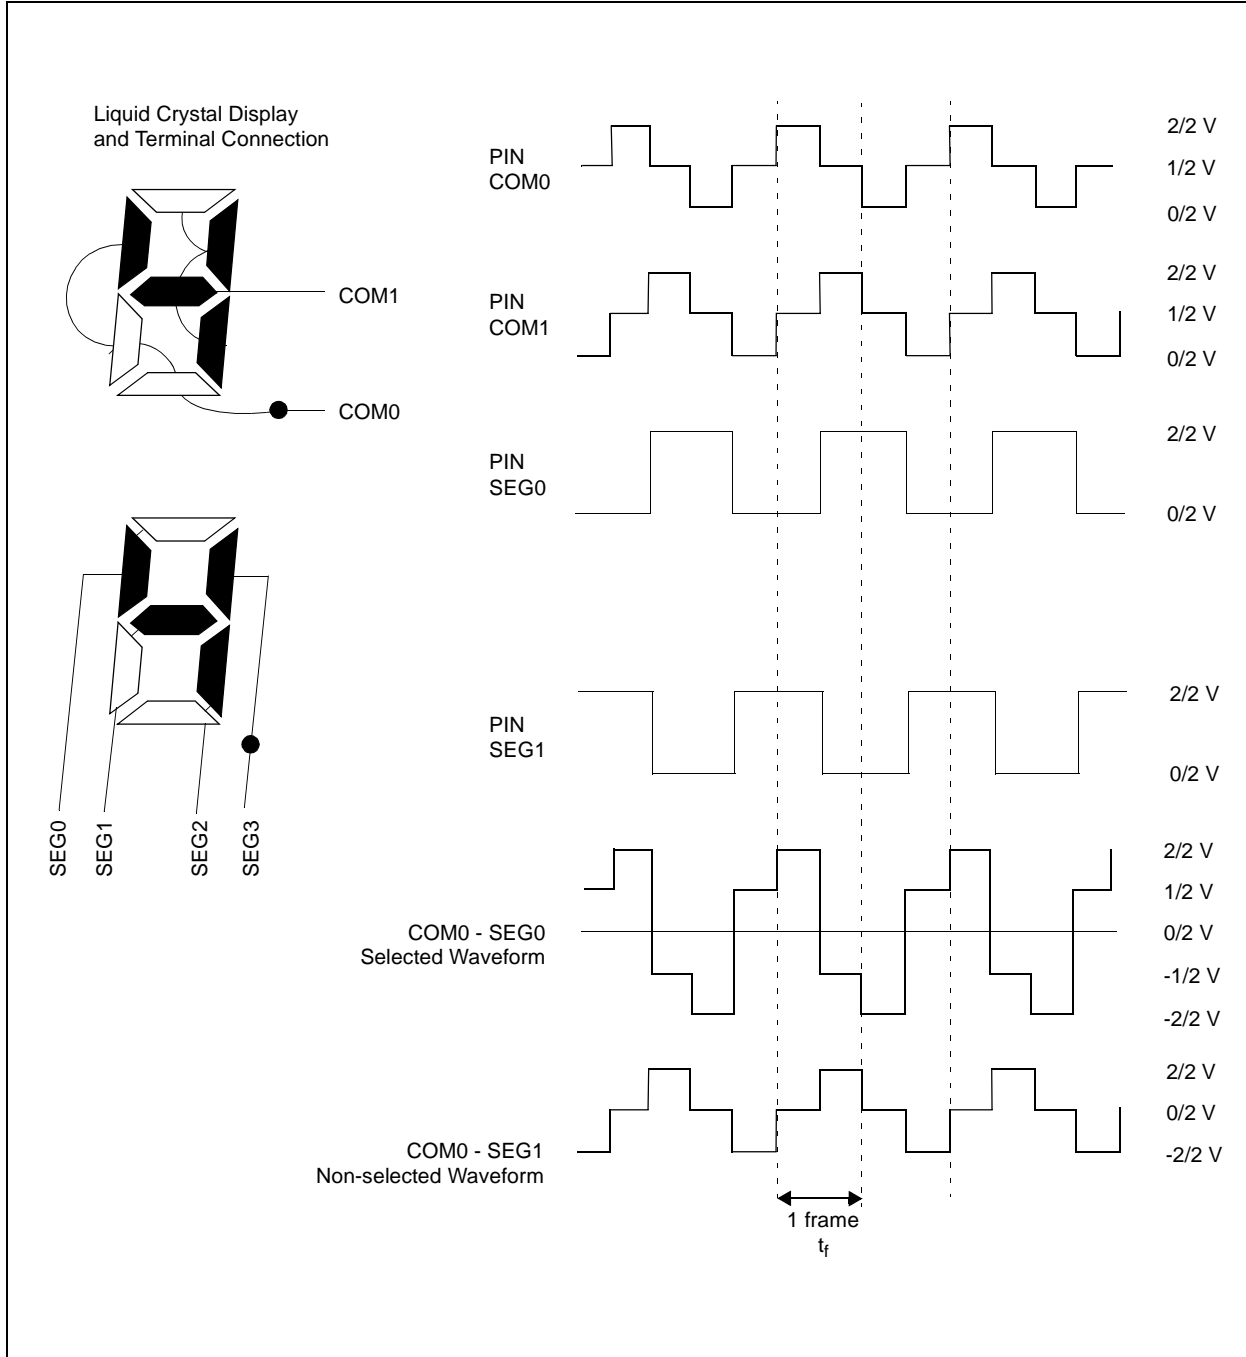 Liquid Crystal Display
and Terminal Connection
COM1
COM0
SEG0
SEG1
SEG2
SEG3
PIN
COM0
2/2 V
1/2 V
0/2 V
PIN
COM1
2/2 V
1/2 V
0/2 V
PIN
SEG0
2/2 V
0/2 V
PIN
SEG1
2/2 V
0/2 V
COM0 - SEG0
Selected Waveform
2/2 V
1/2 V
0/2 V
-1/2 V
-2/2 V
COM0 - SEG1
Non-selected Waveform
2/2 V
0/2 V
-2/2 V
1 frame
tf